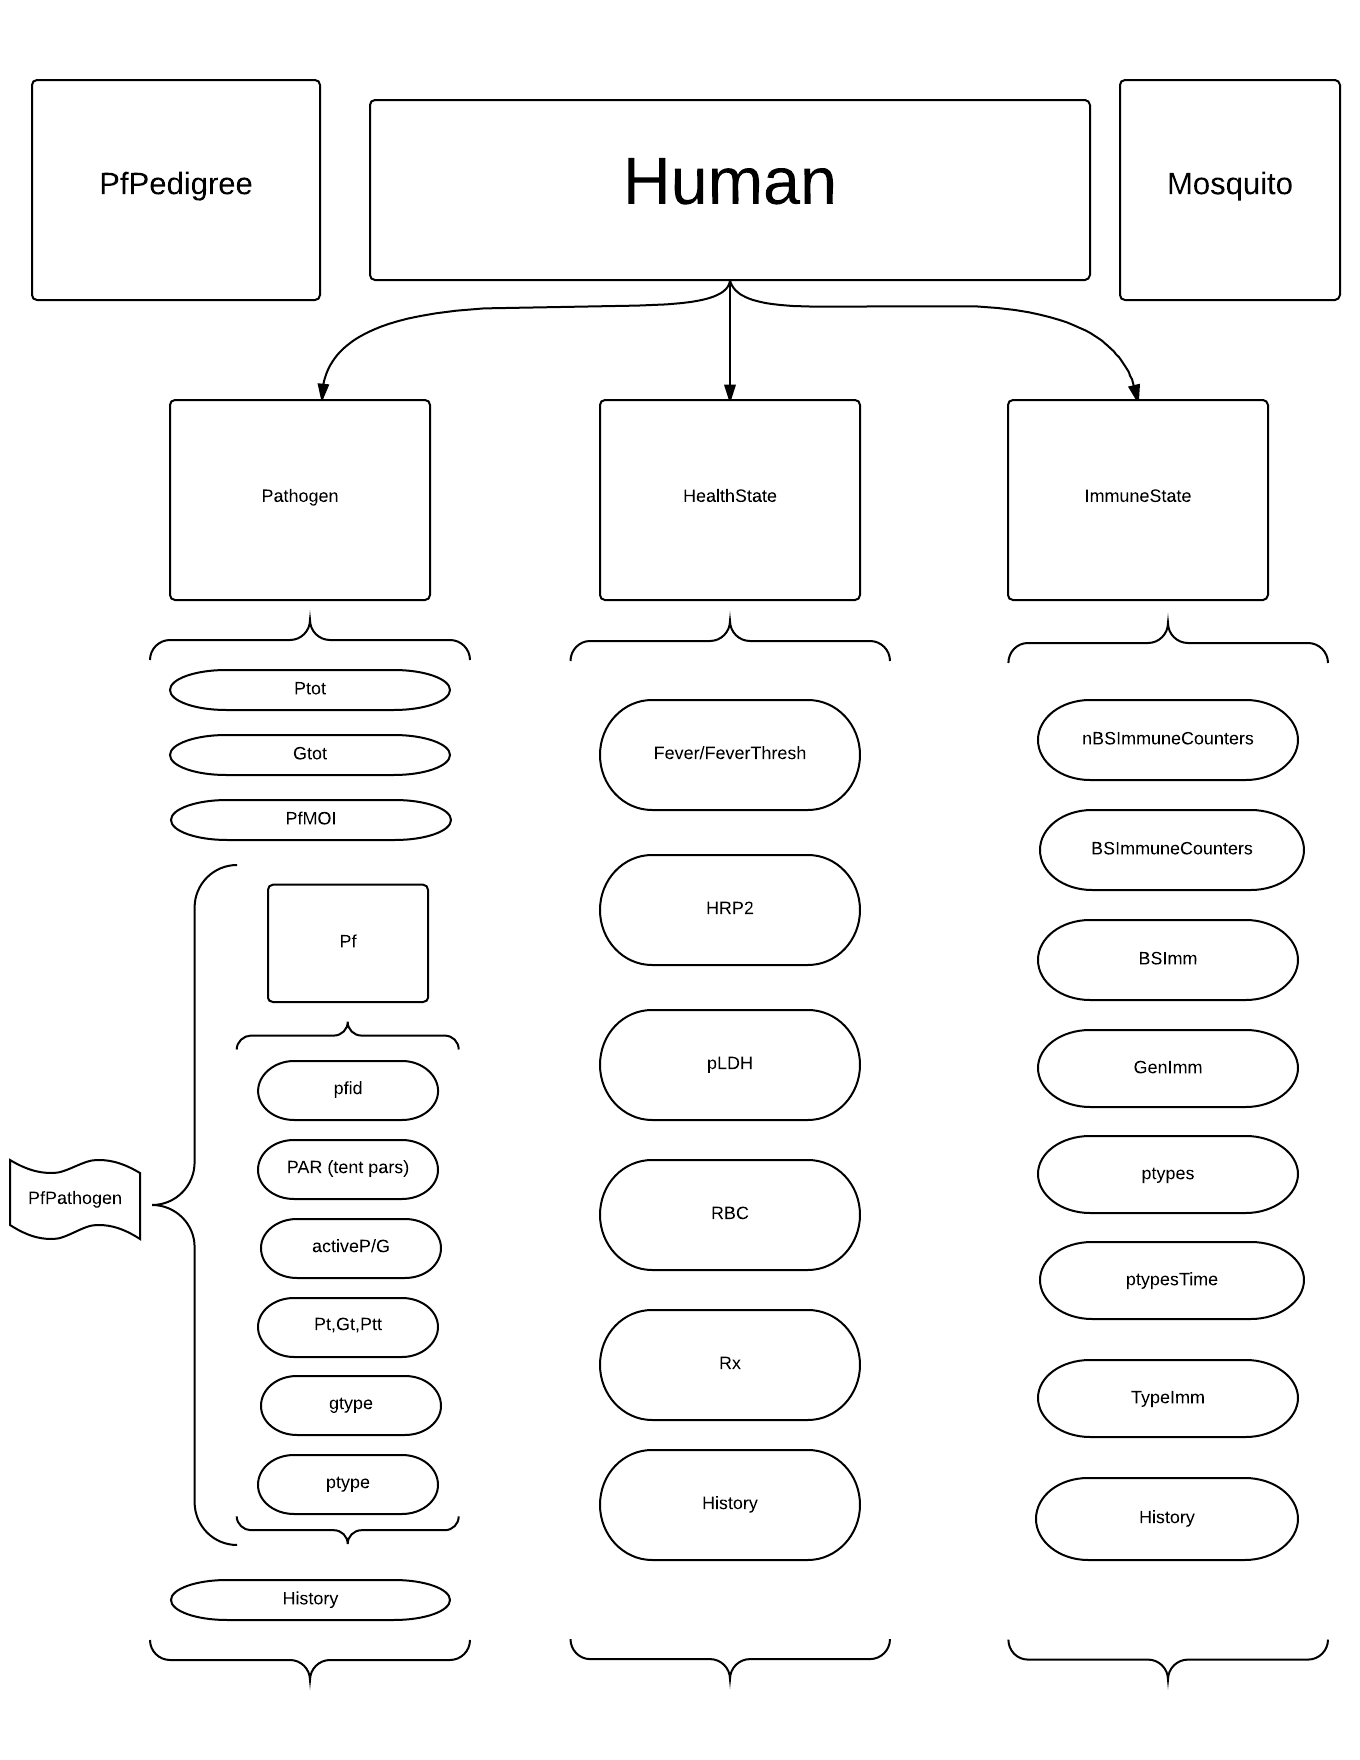 PfPedigree
Human
Mosquito
Pathogen
HealthState
ImmuneState
Ptot
Gtot
PfMOI
Pf
pfid
PAR (tent pars)
activeP/G
Pt,Gt,Ptt
gtype
ptype
PfPathogen
History
Fever/FeverThresh
HRP2
pLDH
RBC
Rx
History
nBSImmuneCounters
BSImmuneCounters
BSImm
GenImm
ptypes
ptypesTime
TypeImm
History